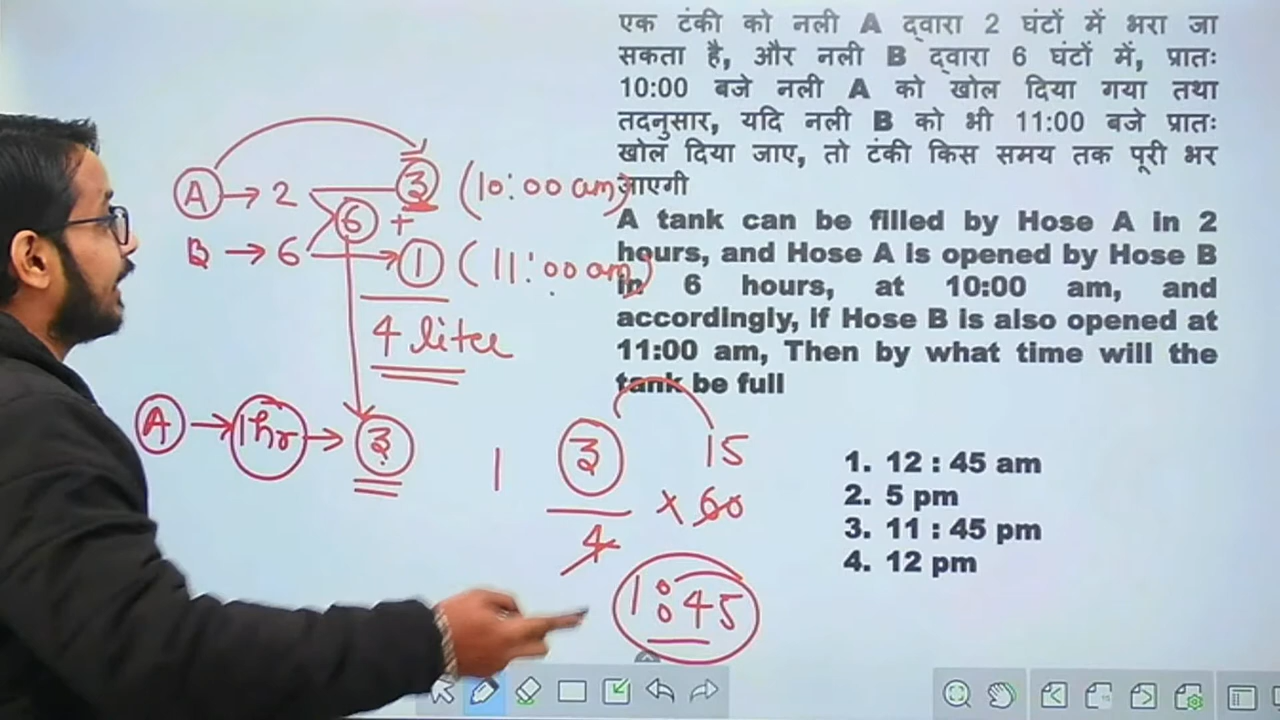 एक टंकी को नली A द्वारा 2 घंटों में भरा जा
सकता है, और नली B द्वारा 6 घंटों में, प्रातः
10:00 बजे नली A को खोल दिया गया तथा
तदनुसार, यदि नली B को भी 11:00 बजे प्रातः
खोल दिया जाए, तो टंकी किस समय तक पूरी भर
जाएगी
A tank can be filled by Hose A in 2
hours, and Hose A is opened by Hose B
in 6 hours, at 10:00 am, and
accordingly, if Hose B is also opened at
11:00 am, Then by what time will the
tank be full
1. 12 : 45 am
2. 5 pm
3. 11 : 45 pm
4. 12 pm
A → 2 3 (10:00 am)
6 +
B → 6 → 1 (11:00 am)
4 liter
A → 1hr → 3
1 3 15
4 × 60
1:45